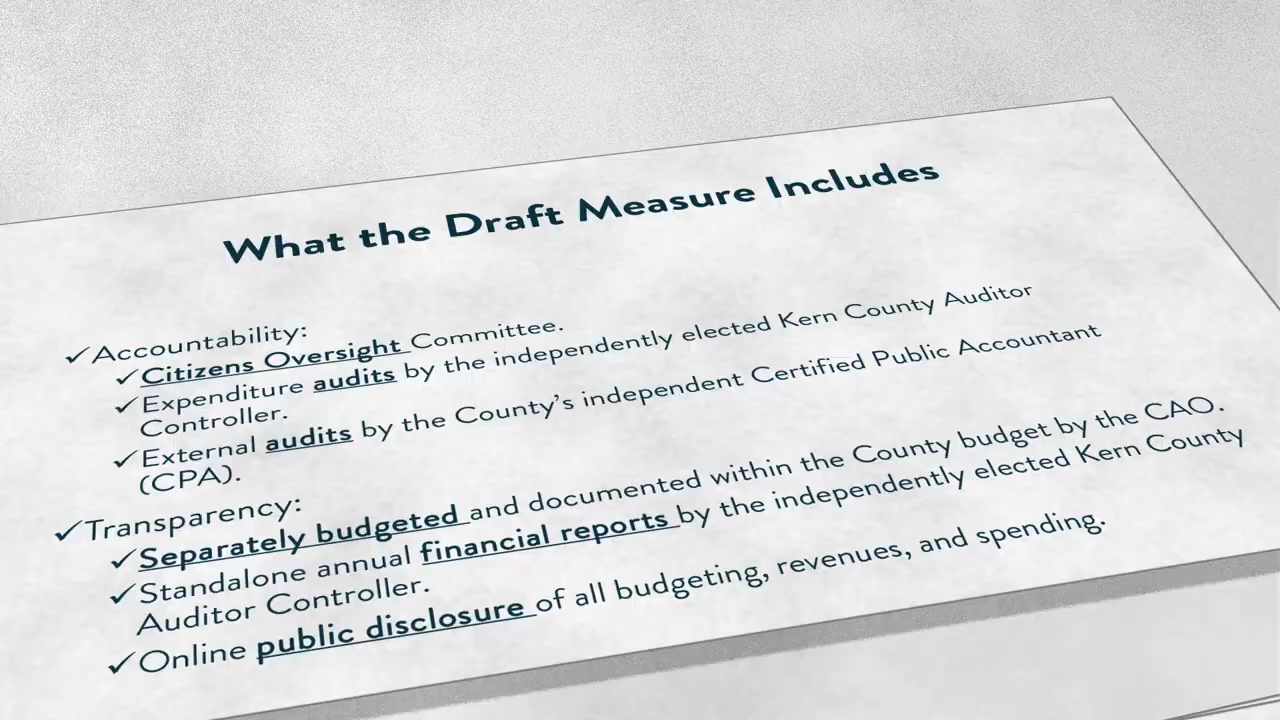 What the Draft Measure Includes
✓Accountability:
✓Citizens Oversight Committee.
✓Expenditure audits by the independently elected Kern County Auditor
Controller.
✓External audits by the County's independent Certified Public Accountant
(CPA).
✓Transparency:
✓Separately budgeted and documented within the County budget by the CAO.
✓Standalone annual financial reports by the independently elected Kern County
Auditor Controller.
✓Online public disclosure of all budgeting, revenues, and spending.